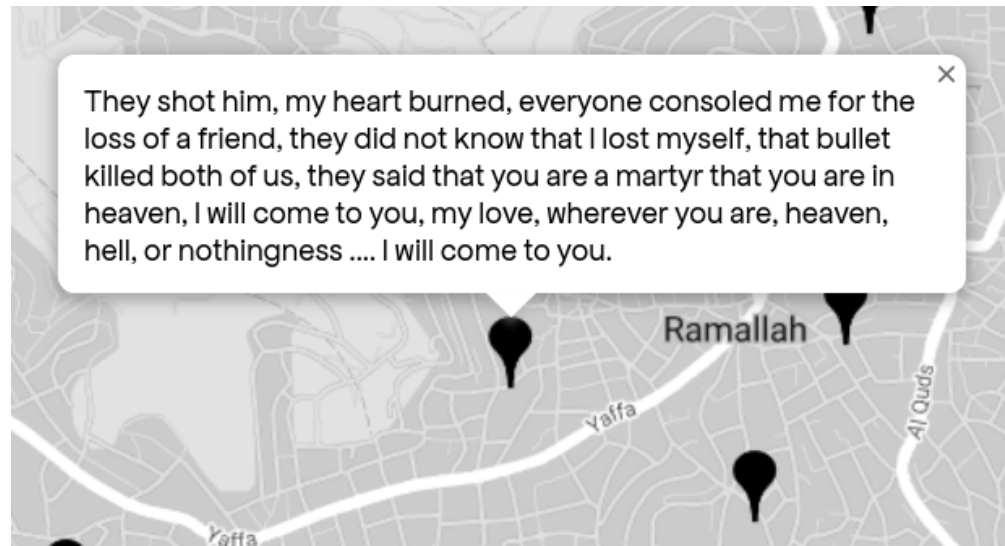 They shot him, my heart burned, everyone consoled me for the
loss of a friend, they did not know that I lost myself, that bullet
killed both of us, they said that you are a martyr that you are in
heaven, I will come to you, my love, wherever you are, heaven,
hell, or nothingness .... I will come to you.
Ramallah
Yaffa
Al Quds
Yaffa